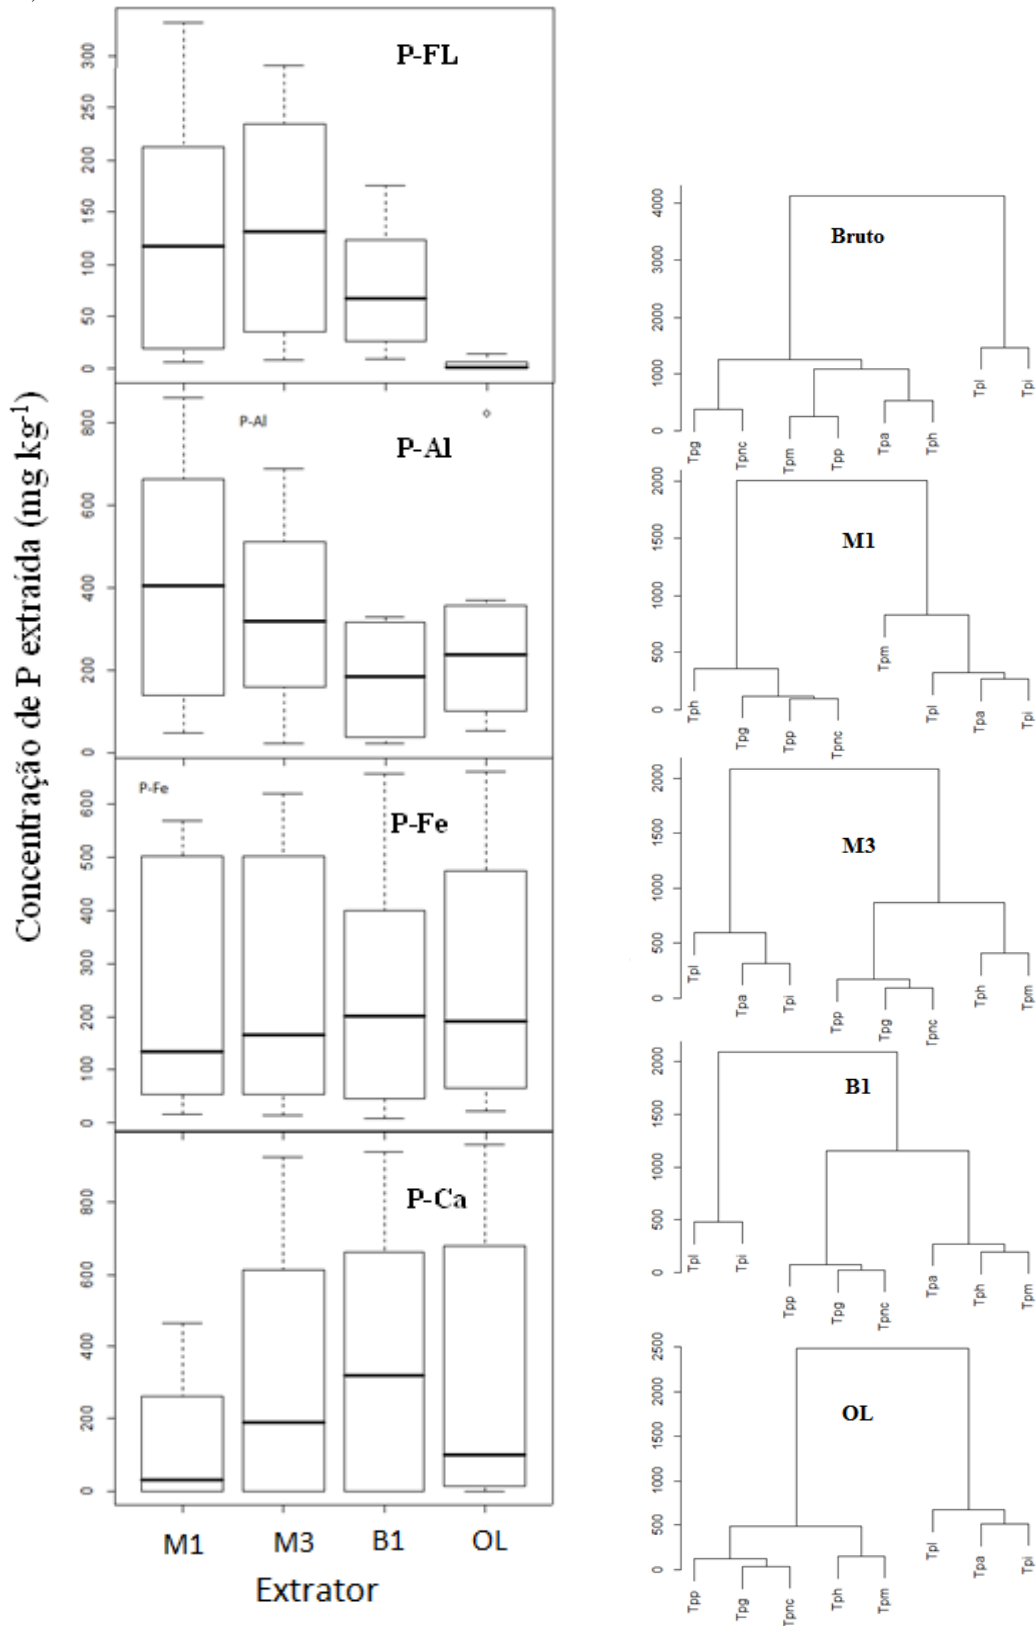 Concentração de P extraída (mg kg-1)
P-FL
300
250
200
150
100
50
0
P-Al
P-Al
800
600
400
200
0
P-Fe
P-Fe
600
500
400
300
200
100
0
P-Ca
800
600
400
200
0
M1 M3 B1 OL
Extrator
Bruto
4000
3000
2000
1000
0
Tpg Tpnc Tpm Tpp Tpa Tph Tpl Tpi
M1
2000
1500
1000
500
0
Tph Tpg Tpp Tpnc Tpm Tpl Tpa Tpi
M3
2000
1500
1000
500
0
Tpl Tpa Tpi Tpp Tpg Tpnc Tph Tpm
B1
2000
1500
1000
500
0
Tpl Tpi Tpp Tpg Tpnc Tpa Tph Tpm
OL
2500
2000
1500
1000
500
0
Tpp Tpg Tpnc Tph Tpm Tpl Tpa Tpi